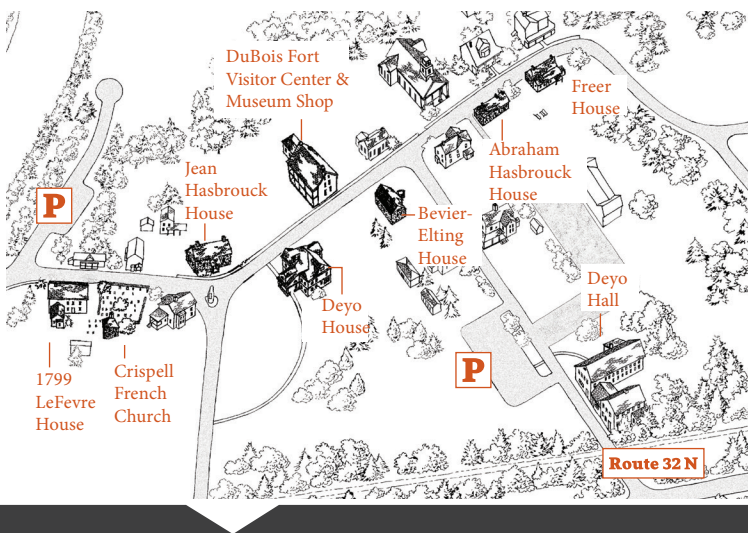 DuBois Fort
Visitor Center &
Museum Shop
Freer
House
Abraham
Hasbrouck
House
Jean
Hasbrouck
House
P
Bevier-
Elting
House
Deyo
Hall
Deyo
House
P
1799
LeFevre
House
Crispell
French
Church
Route 32 N